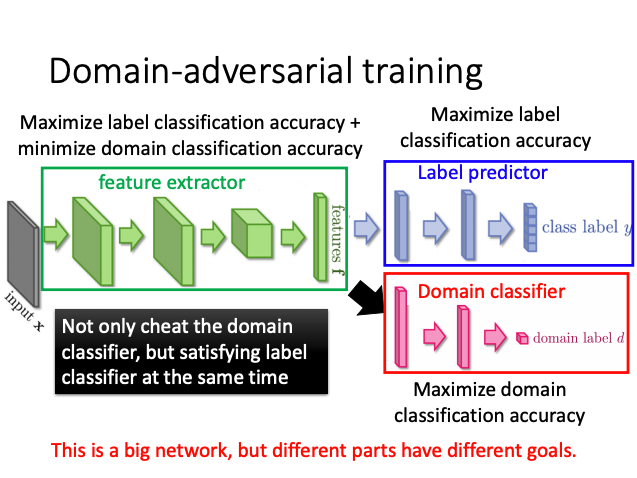 Domain-adversarial training
Maximize label classification accuracy +
minimize domain classification accuracy
Maximize label
classification accuracy
feature extractor
Label predictor
input x
features f
class label y
Domain classifier
domain label d
Not only cheat the domain
classifier, but satisfying label
classifier at the same time
Maximize domain
classification accuracy
This is a big network, but different parts have different goals.